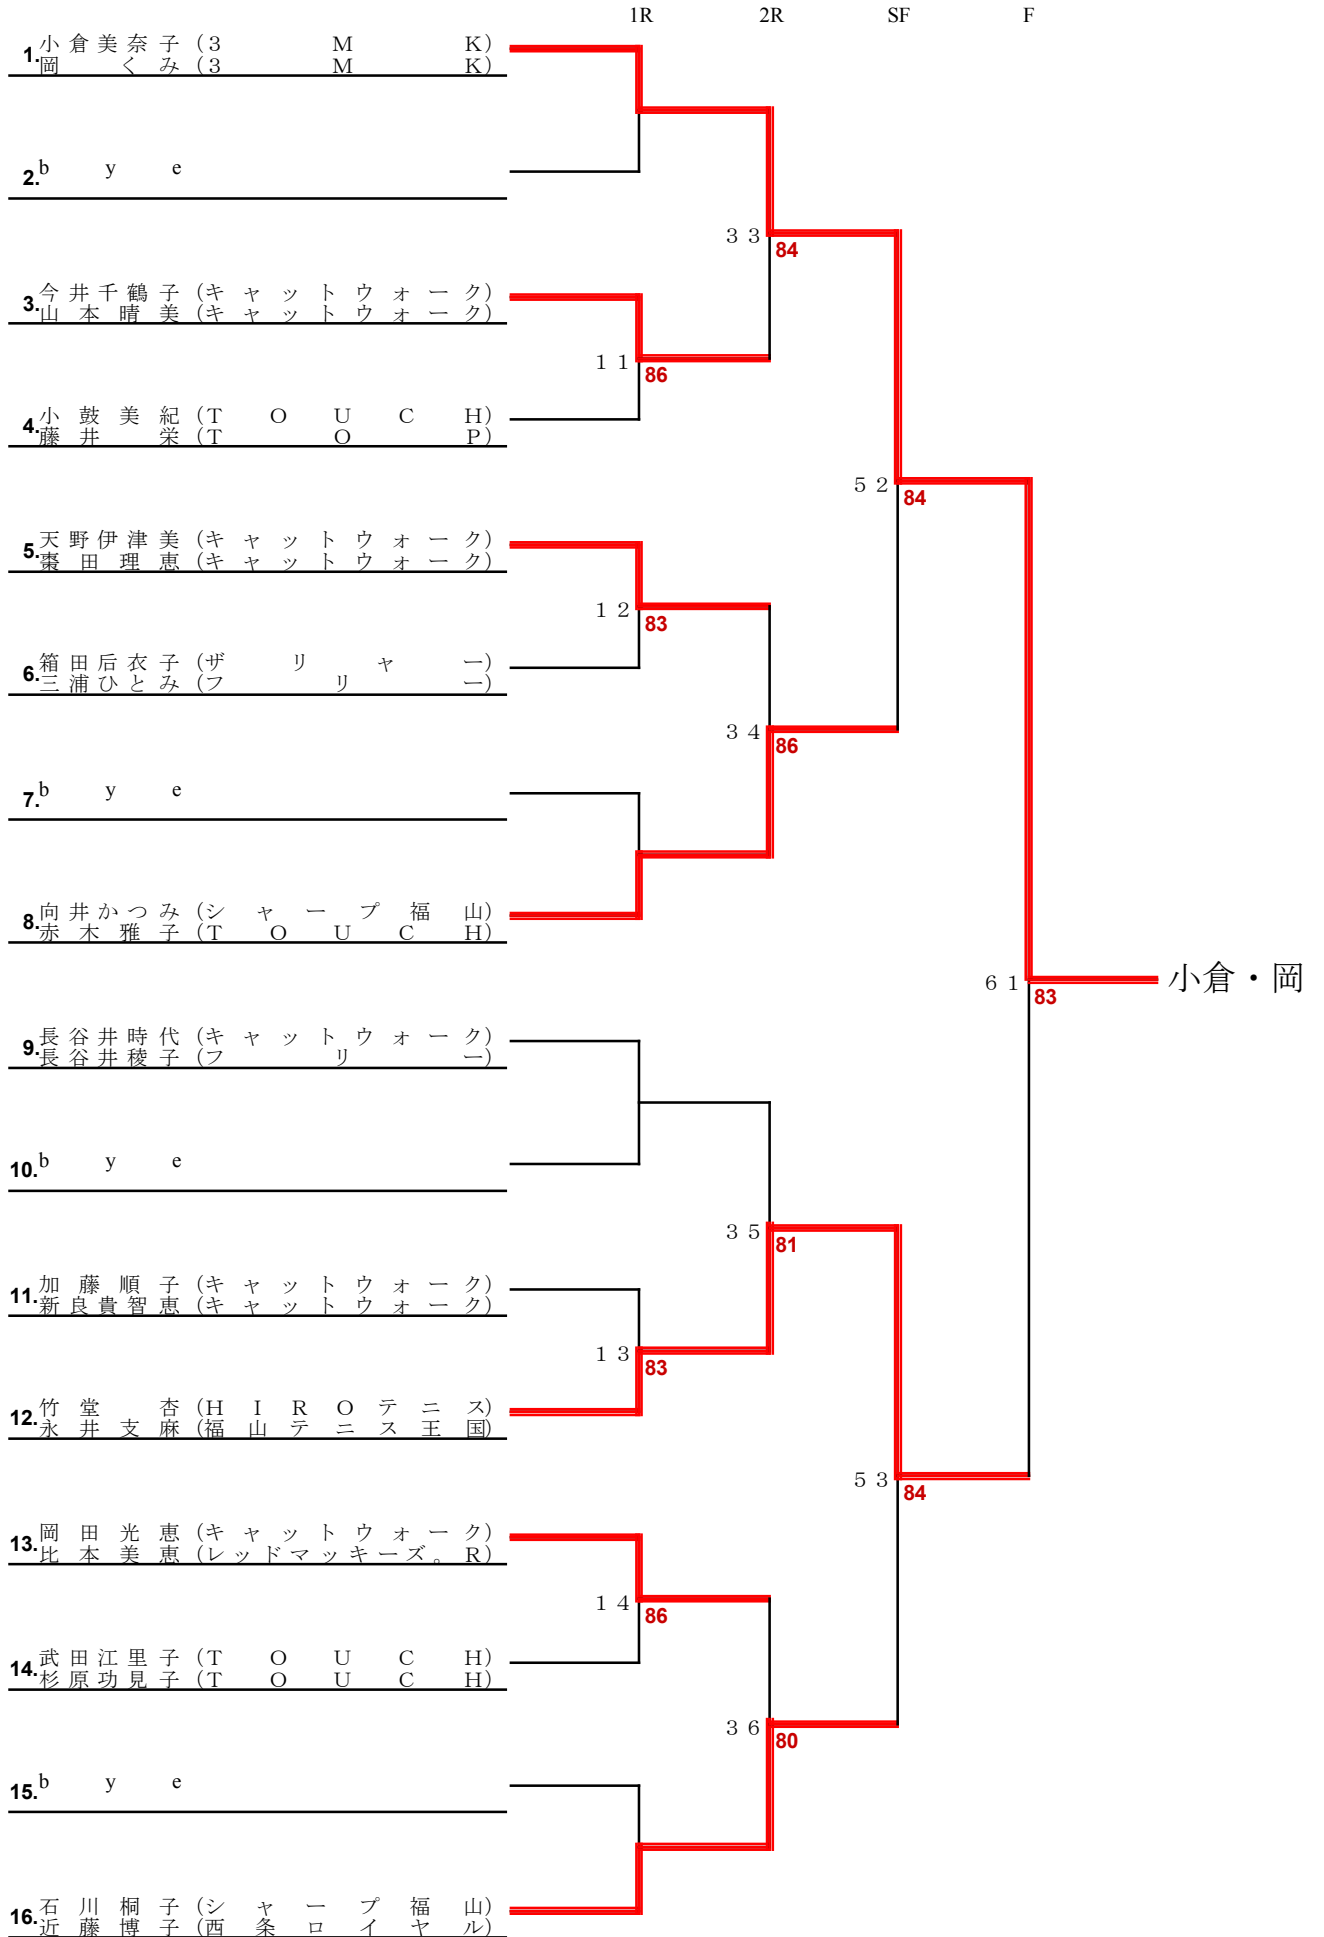 1R 2R SF F
1. 小倉美奈子 (3MK)
岡くみ (3MK)
2. bye
33
84
3. 今井千鶴子 (キャットウォーク)
山本晴美 (キャットウォーク)
11
86
4. 小鼓美紀 (TOUCH)
藤井栄 (TOP)
52
84
5. 天野伊津美 (キャットウォーク)
棗田理恵 (キャットウォーク)
12
83
6. 箱田后衣子 (ザリャー)
三浦ひとみ (フリー)
34
86
7. bye
8. 向井かつみ (シャープ福山)
赤木雅子 (TOUCH)
61
小倉・岡
83
9. 長谷井時代 (キャットウォーク)
長谷井稜子 (フリー)
10. bye
35
81
11. 加藤順子 (キャットウォーク)
新良貴智恵 (キャットウォーク)
13
83
12. 竹堂杏 (HIROテニス)
永井支麻 (福山テニス王国)
53
84
13. 岡田光恵 (キャットウォーク)
比本美恵 (レッドマッキーズ。R)
14
86
14. 武田江里子 (TOUCH)
杉原功見子 (TOUCH)
36
80
15. bye
16. 石川桐子 (シャープ福山)
近藤博子 (西条ロイヤル)